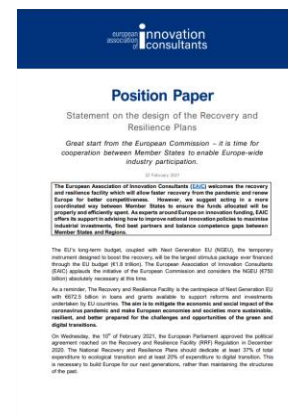 european
association of
innovation
consultants
Position Paper
Statement on the design of the Recovery and
Resilience Plans
Great start from the European Commission – it is time for
cooperation between Member States to enable Europe-wide
industry participation.
22 February 2021
The European Association of Innovation Consultants (EAIC) welcomes the recovery
and resilience facility which will allow faster recovery from the pandemic and renew
Europe for better competitiveness. However, we suggest acting in a more
coordinated way between Member States to ensure the funds allocated will be
properly and efficiently spent. As experts around European innovation funding, EAIC
offers its support in advising how to improve national innovation policies to maximise
industrial investments, find best partners and balance competence gaps between
Member States and Regions.
The EU's long-term budget, coupled with Next Generation EU (NGEU), the temporary
instrument designed to boost the recovery, will be the largest stimulus package ever financed
through the EU budget (€1,8 trillion). The European Association of Innovation Consultants
(EAIC) applauds the initiative of the European Commission and considers the NGEU (€750
billion) absolutely necessary at this time.
As a reminder, The Recovery and Resilience Facility is the centrepiece of Next Generation EU
with €672.5 billion in loans and grants available to support reforms and investments
undertaken by EU countries. The aim is to mitigate the economic and social impact of the
coronavirus pandemic and make European economies and societies more sustainable,
resilient, and better prepared for the challenges and opportunities of the green and
digital transitions.
On Wednesday, the 10th of February 2021, the European Parliament approved the political
agreement reached on the Recovery and Resilience Facility (RRF) Regulation in December
2020. The National Recovery and Resilience Plans should dedicate at least 37% of total
expenditure to ecological transition and at least 20% of expenditure to digital transition. This
is necessary to build Europe for our next generations, rather than maintaining the structures
of the past.